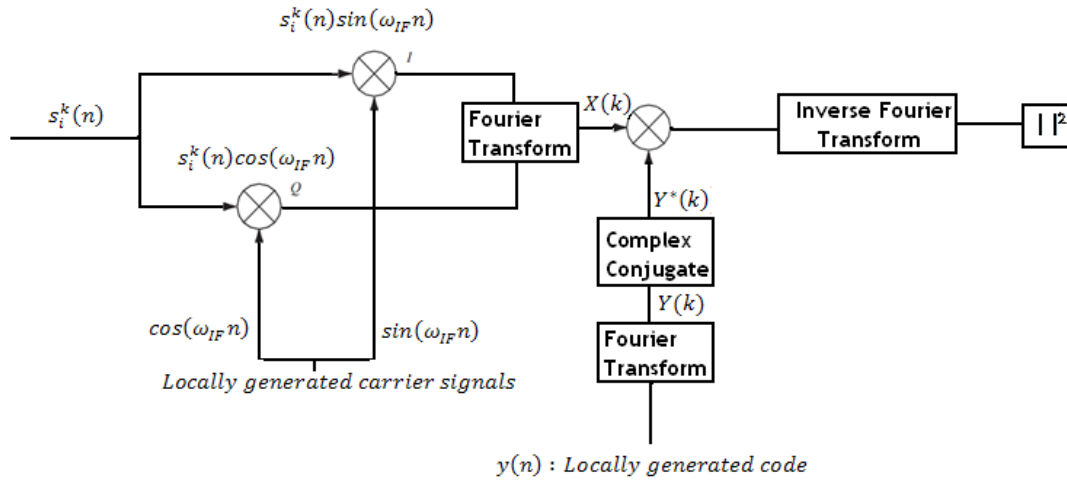 s_i^k(n)sin(ω_IF n)
I
s_i^k(n)
X(k)
Fourier
Transform
Inverse Fourier
Transform
| |²
s_i^k(n)cos(ω_IF n)
Q
Y*(k)
Complex
Conjugate
Y(k)
cos(ω_IF n)
sin(ω_IF n)
Fourier
Transform
Locally generated carrier signals
y(n) : Locally generated code